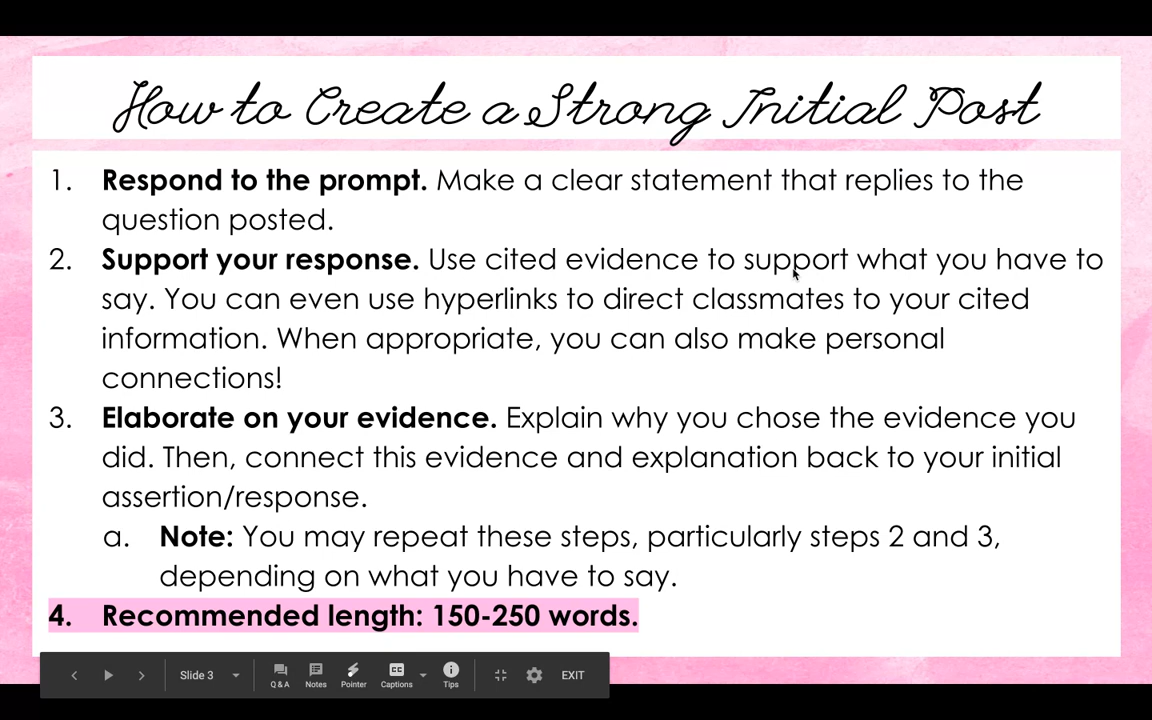 How to Create a Strong Initial Post
1. Respond to the prompt. Make a clear statement that replies to the
question posted.
2. Support your response. Use cited evidence to support what you have to
say. You can even use hyperlinks to direct classmates to your cited
information. When appropriate, you can also make personal
connections!
3. Elaborate on your evidence. Explain why you chose the evidence you
did. Then, connect this evidence and explanation back to your initial
assertion/response.
a. Note: You may repeat these steps, particularly steps 2 and 3,
depending on what you have to say.
4. Recommended length: 150-250 words.
Slide 3 Q&A Notes Pointer CC Captions Tips EXIT